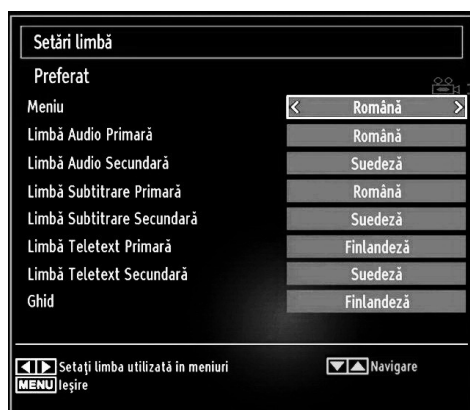 Setări limbă
Preferat
Meniu < Română >
Limbă Audio Primară Română
Limbă Audio Secundară Suedeză
Limbă Subtitrare Primară Română
Limbă Subtitrare Secundară Suedeză
Limbă Teletext Primară Finlandeză
Limbă Teletext Secundară Suedeză
Ghid Finlandeză
Setaţi limba utilizată in meniuri Navigare
MENU Ieşire